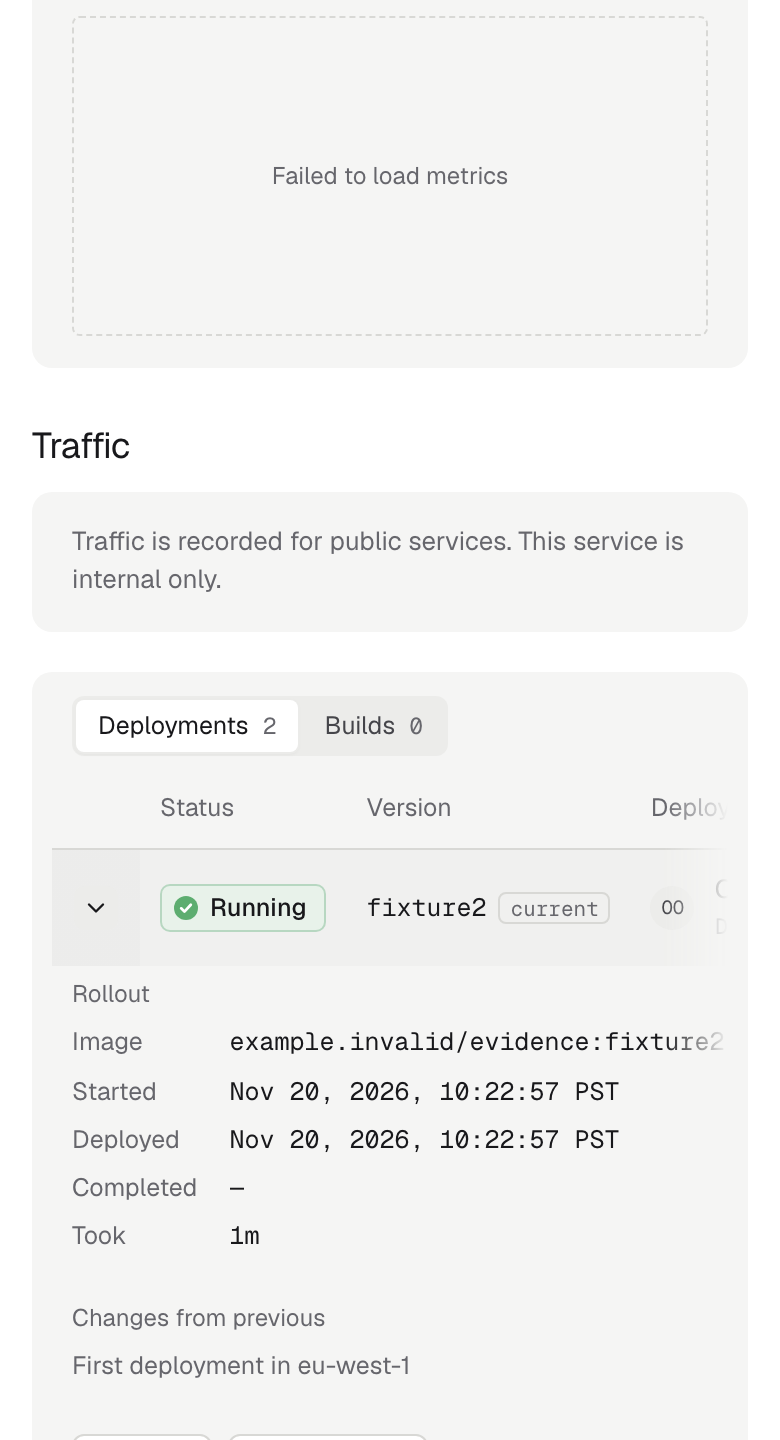 Failed to load metrics
Traffic
Traffic is recorded for public services. This service is
internal only.
Deployments 2 Builds 0
Status Version Deploy
Running fixture2 current OO
Rollout
Image example.invalid/evidence:fixture2
Started Nov 20, 2026, 10:22:57 PST
Deployed Nov 20, 2026, 10:22:57 PST
Completed —
Took 1m
Changes from previous
First deployment in eu-west-1